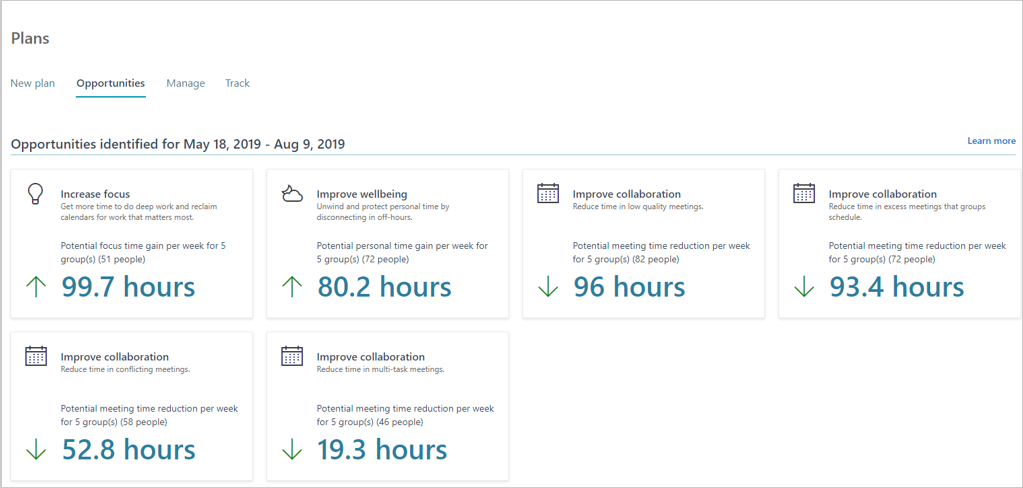 Plans
New plan Opportunities Manage Track
Opportunities identified for May 18, 2019 - Aug 9, 2019
Learn more
Increase focus
Get more time to do deep work and reclaim
calendars for work that matters most.
Potential focus time gain per week for 5
group(s) (51 people)
99.7 hours
Improve wellbeing
Unwind and protect personal time by
disconnecting in off-hours.
Potential personal time gain per week for
5 group(s) (72 people)
80.2 hours
Improve collaboration
Reduce time in low quality meetings.
Potential meeting time reduction per week
for 5 group(s) (82 people)
96 hours
Improve collaboration
Reduce time in excess meetings that groups
schedule.
Potential meeting time reduction per week
for 5 group(s) (72 people)
93.4 hours
Improve collaboration
Reduce time in conflicting meetings.
Potential meeting time reduction per week
for 5 group(s) (58 people)
52.8 hours
Improve collaboration
Reduce time in multi-task meetings.
Potential meeting time reduction per week
for 5 group(s) (46 people)
19.3 hours